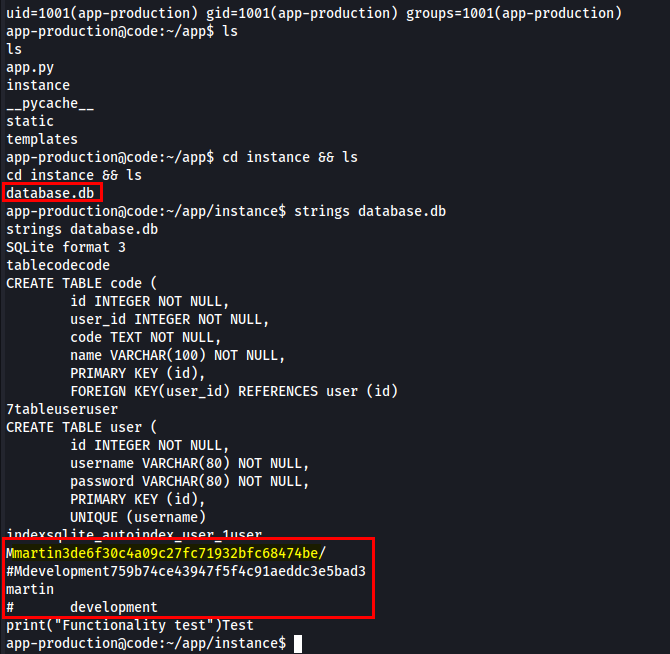 uid=1001(app-production) gid=1001(app-production) groups=1001(app-production)
app-production@code:~/app$ ls
ls
app.py
instance
__pycache__
static
templates
app-production@code:~/app$ cd instance && ls
cd instance && ls
database.db
app-production@code:~/app/instance$ strings database.db
strings database.db
SQLite format 3
tablecodecode
CREATE TABLE code (
        id INTEGER NOT NULL,
        user_id INTEGER NOT NULL,
        code TEXT NOT NULL,
        name VARCHAR(100) NOT NULL,
        PRIMARY KEY (id),
        FOREIGN KEY(user_id) REFERENCES user (id)
7tableuseruser
CREATE TABLE user (
        id INTEGER NOT NULL,
        username VARCHAR(80) NOT NULL,
        password VARCHAR(80) NOT NULL,
        PRIMARY KEY (id),
        UNIQUE (username)
indexsqlite_autoindex_user_1user
Mmartin3de6f30c4a09c27fc71932bfc68474be/
#Mdevelopment759b74ce43947f5f4c91aeddc3e5bad3
martin
#       development
print("Functionality test")Test
app-production@code:~/app/instance$